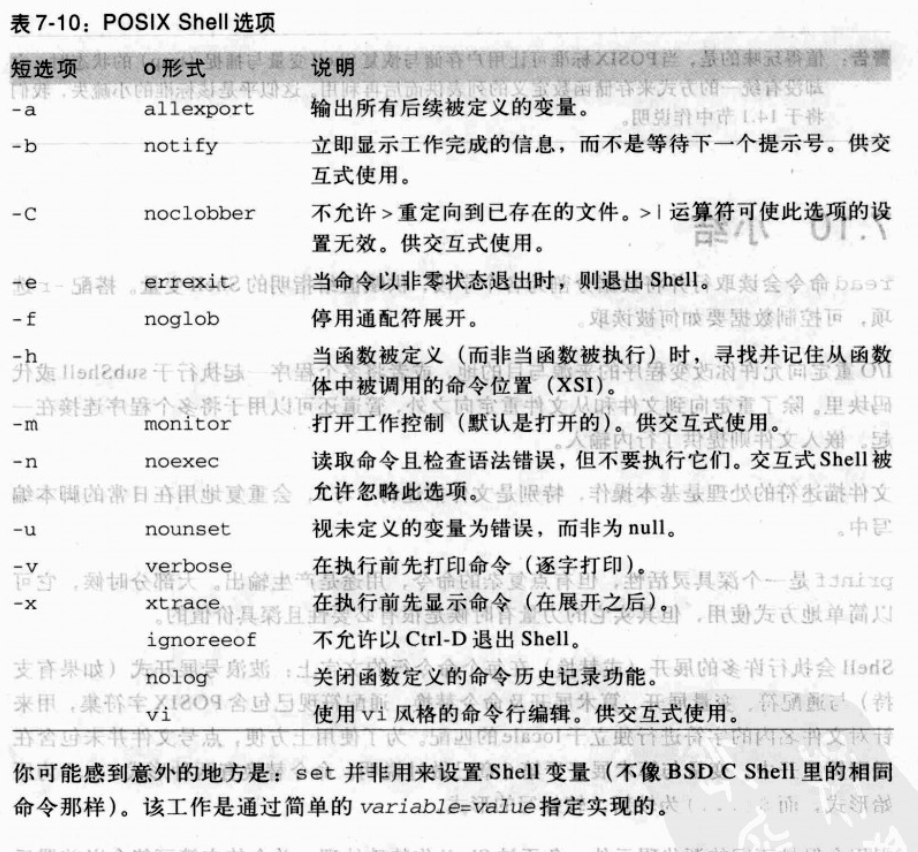 表 7-10：POSIX Shell 选项
短选项 o 形式 说明
-a allexport 输出所有后续被定义的变量。
-b notify 立即显示工作完成的信息，而不是等待下一个提示号。供交
互式使用。
-C noclobber 不允许 > 重定向到已存在的文件。>| 运算符可使此选项的设
置无效。供交互式使用。
-e errexit 当命令以非零状态退出时，则退出 Shell。
-f noglob 停用通配符展开。
-h 当函数被定义（而非当函数被执行）时，寻找并记住从函数
体中被调用的命令位置（XSI）。
-m monitor 打开工作控制（默认是打开的）。供交互式使用。
-n noexec 读取命令且检查语法错误，但不要执行它们。交互式 Shell 被
允许忽略此选项。
-u nounset 视未定义的变量为错误，而非为 null。
-v verbose 在执行前先打印命令（逐字打印）。
-x xtrace 在执行前先显示命令（在展开之后）。
ignoreeof 不允许以 Ctrl-D 退出 Shell。
nolog 关闭函数定义的命令历史记录功能。
vi 使用 vi 风格的命令行编辑。供交互式使用。
你可能感到意外的地方是：set 并非用来设置 Shell 变量（不像 BSD C Shell 里的相同
命令那样）。该工作是通过简单的 variable=value 指定实现的。